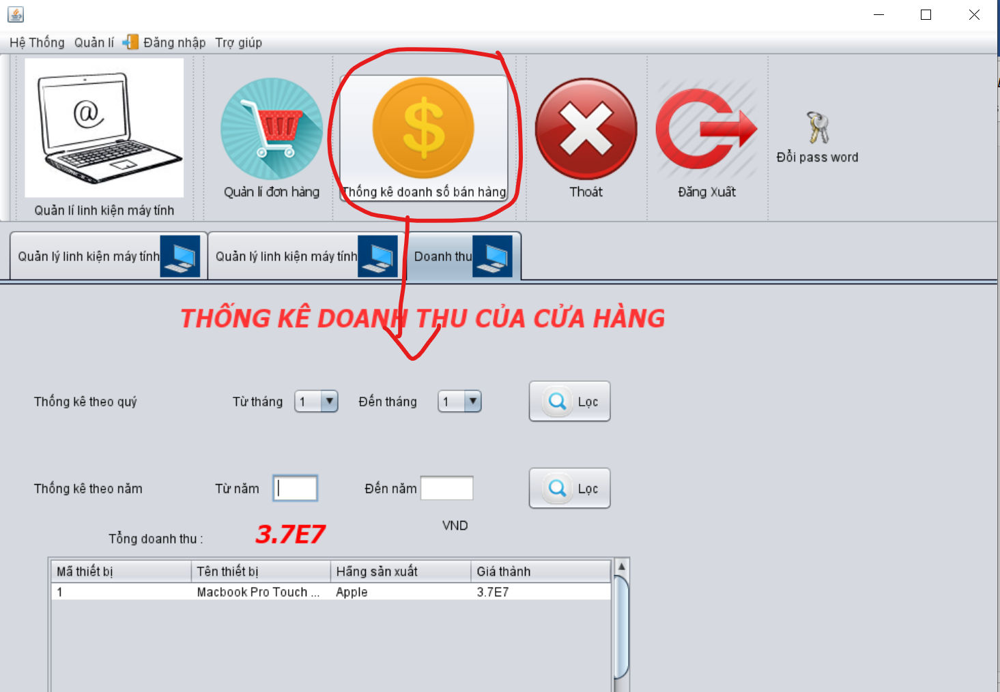 Hệ Thống Quản lí Đăng nhập Trợ giúp
@
$
Quản lí linh kiện máy tính
Quản lí đơn hàng
Thống kê doanh số bán hàng
Thoát
Đăng Xuất
Đổi pass word
Quản lý linh kiện máy tính
Quản lý linh kiện máy tính
Doanh thu
THỐNG KÊ DOANH THU CỦA CỬA HÀNG
Thống kê theo quý Từ tháng 1 Đến tháng 1 Lọc
Thống kê theo năm Từ năm Đến năm Lọc
Tổng doanh thu : 3.7E7 VND
Mã thiết bị Tên thiết bị Hãng sản xuất Giá thành
1 Macbook Pro Touch ... Apple 3.7E7